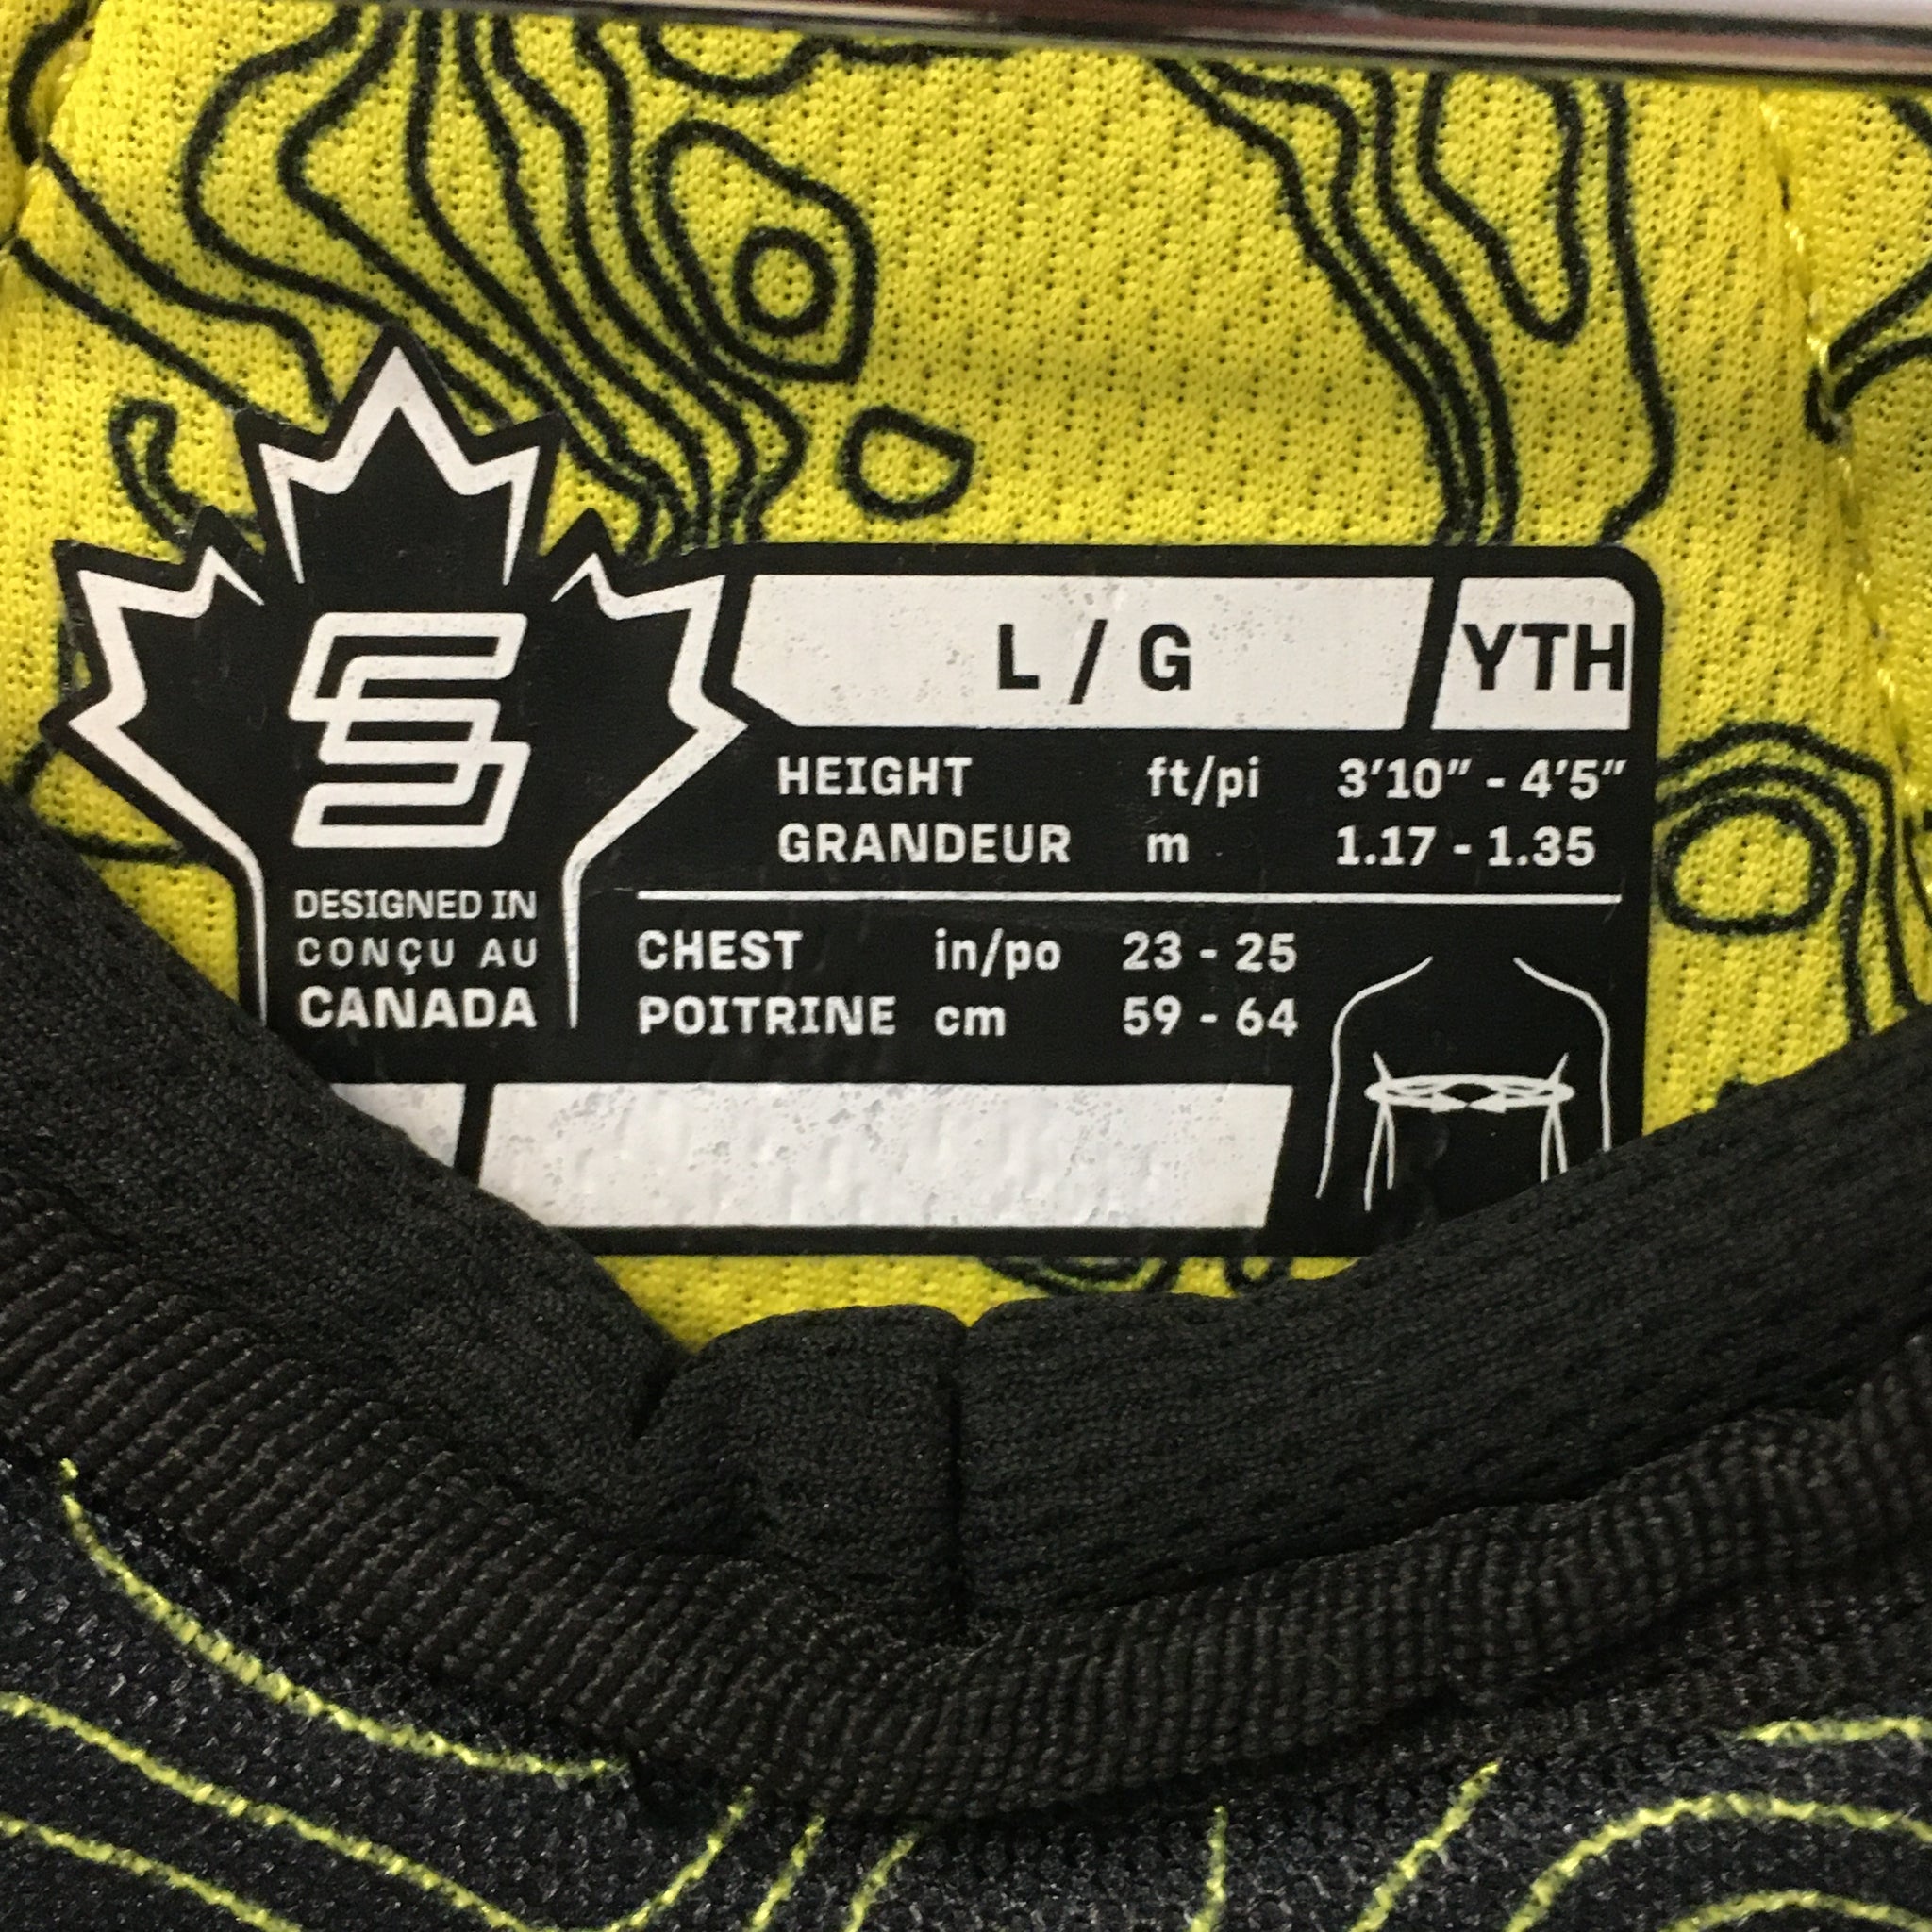 L / G YTH
HEIGHT ft/pi 3'10" - 4'5"
GRANDEUR m 1.17 - 1.35
CHEST in/po 23 - 25
POITRINE cm 59 - 64
DESIGNED IN
CONÇU AU
CANADA